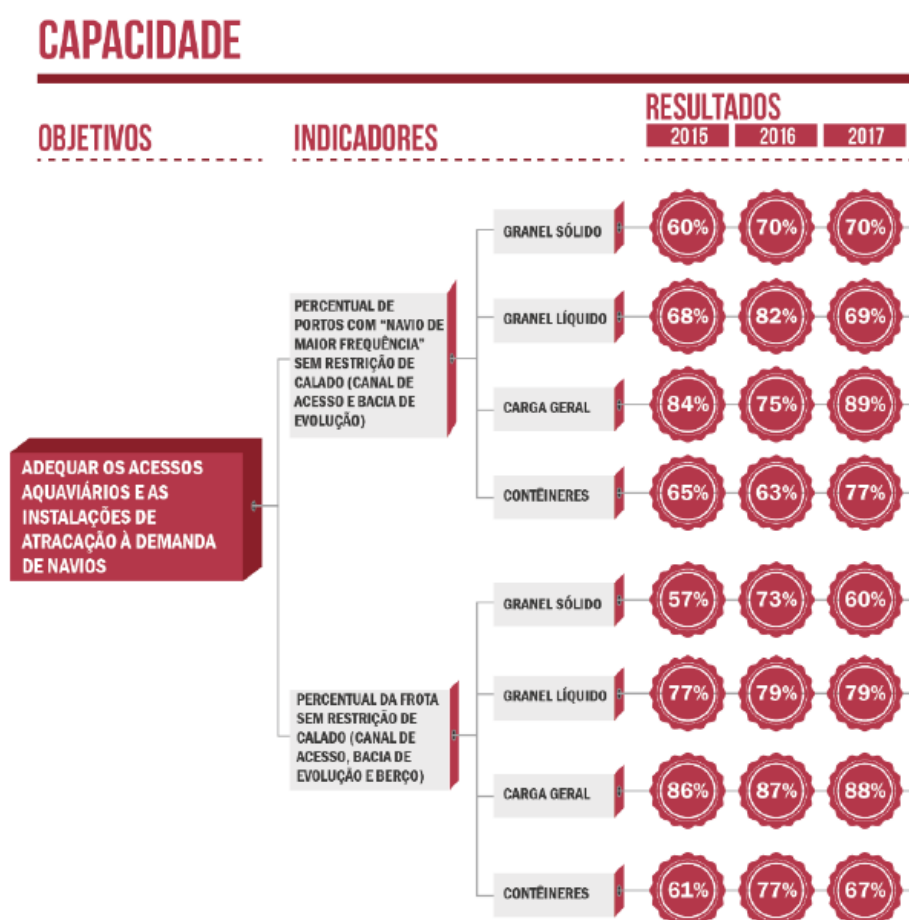 CAPACIDADE
OBJETIVOS
INDICADORES
RESULTADOS
2015 2016 2017
ADEQUAR OS ACESSOS
AQUAVIÁRIOS E AS
INSTALAÇÕES DE
ATRACAÇÃO À DEMANDA
DE NAVIOS
PERCENTUAL DE
PORTOS COM “NAVIO DE
MAIOR FREQUÊNCIA”
SEM RESTRIÇÃO DE
CALADO (CANAL DE
ACESSO E BACIA DE
EVOLUÇÃO)
GRANEL SÓLIDO 60% 70% 70%
GRANEL LÍQUIDO 68% 82% 69%
CARGA GERAL 84% 75% 89%
CONTÊINERES 65% 63% 77%
PERCENTUAL DA FROTA
SEM RESTRIÇÃO DE
CALADO (CANAL DE
ACESSO, BACIA DE
EVOLUÇÃO E BERÇO)
GRANEL SÓLIDO 57% 73% 60%
GRANEL LÍQUIDO 77% 79% 79%
CARGA GERAL 86% 87% 88%
CONTÊINERES 61% 77% 67%